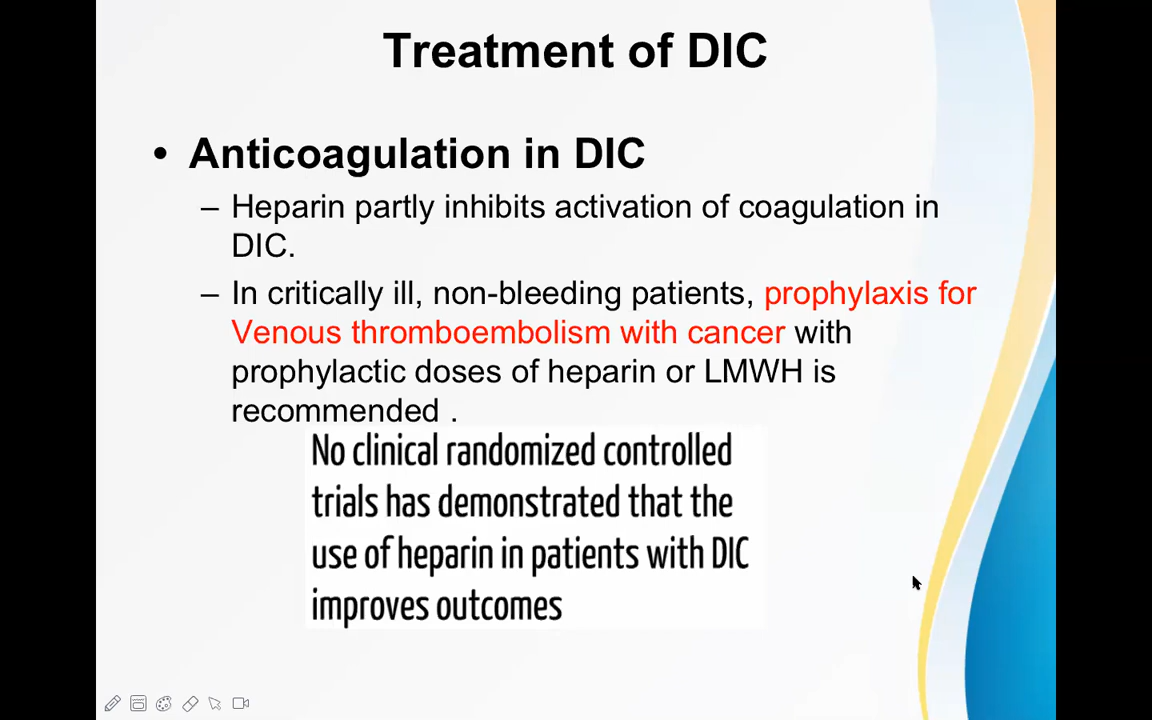 Treatment of DIC
• Anticoagulation in DIC
– Heparin partly inhibits activation of coagulation in
DIC.
– In critically ill, non-bleeding patients, prophylaxis for
Venous thromboembolism with cancer with
prophylactic doses of heparin or LMWH is
recommended .
No clinical randomized controlled
trials has demonstrated that the
use of heparin in patients with DIC
improves outcomes